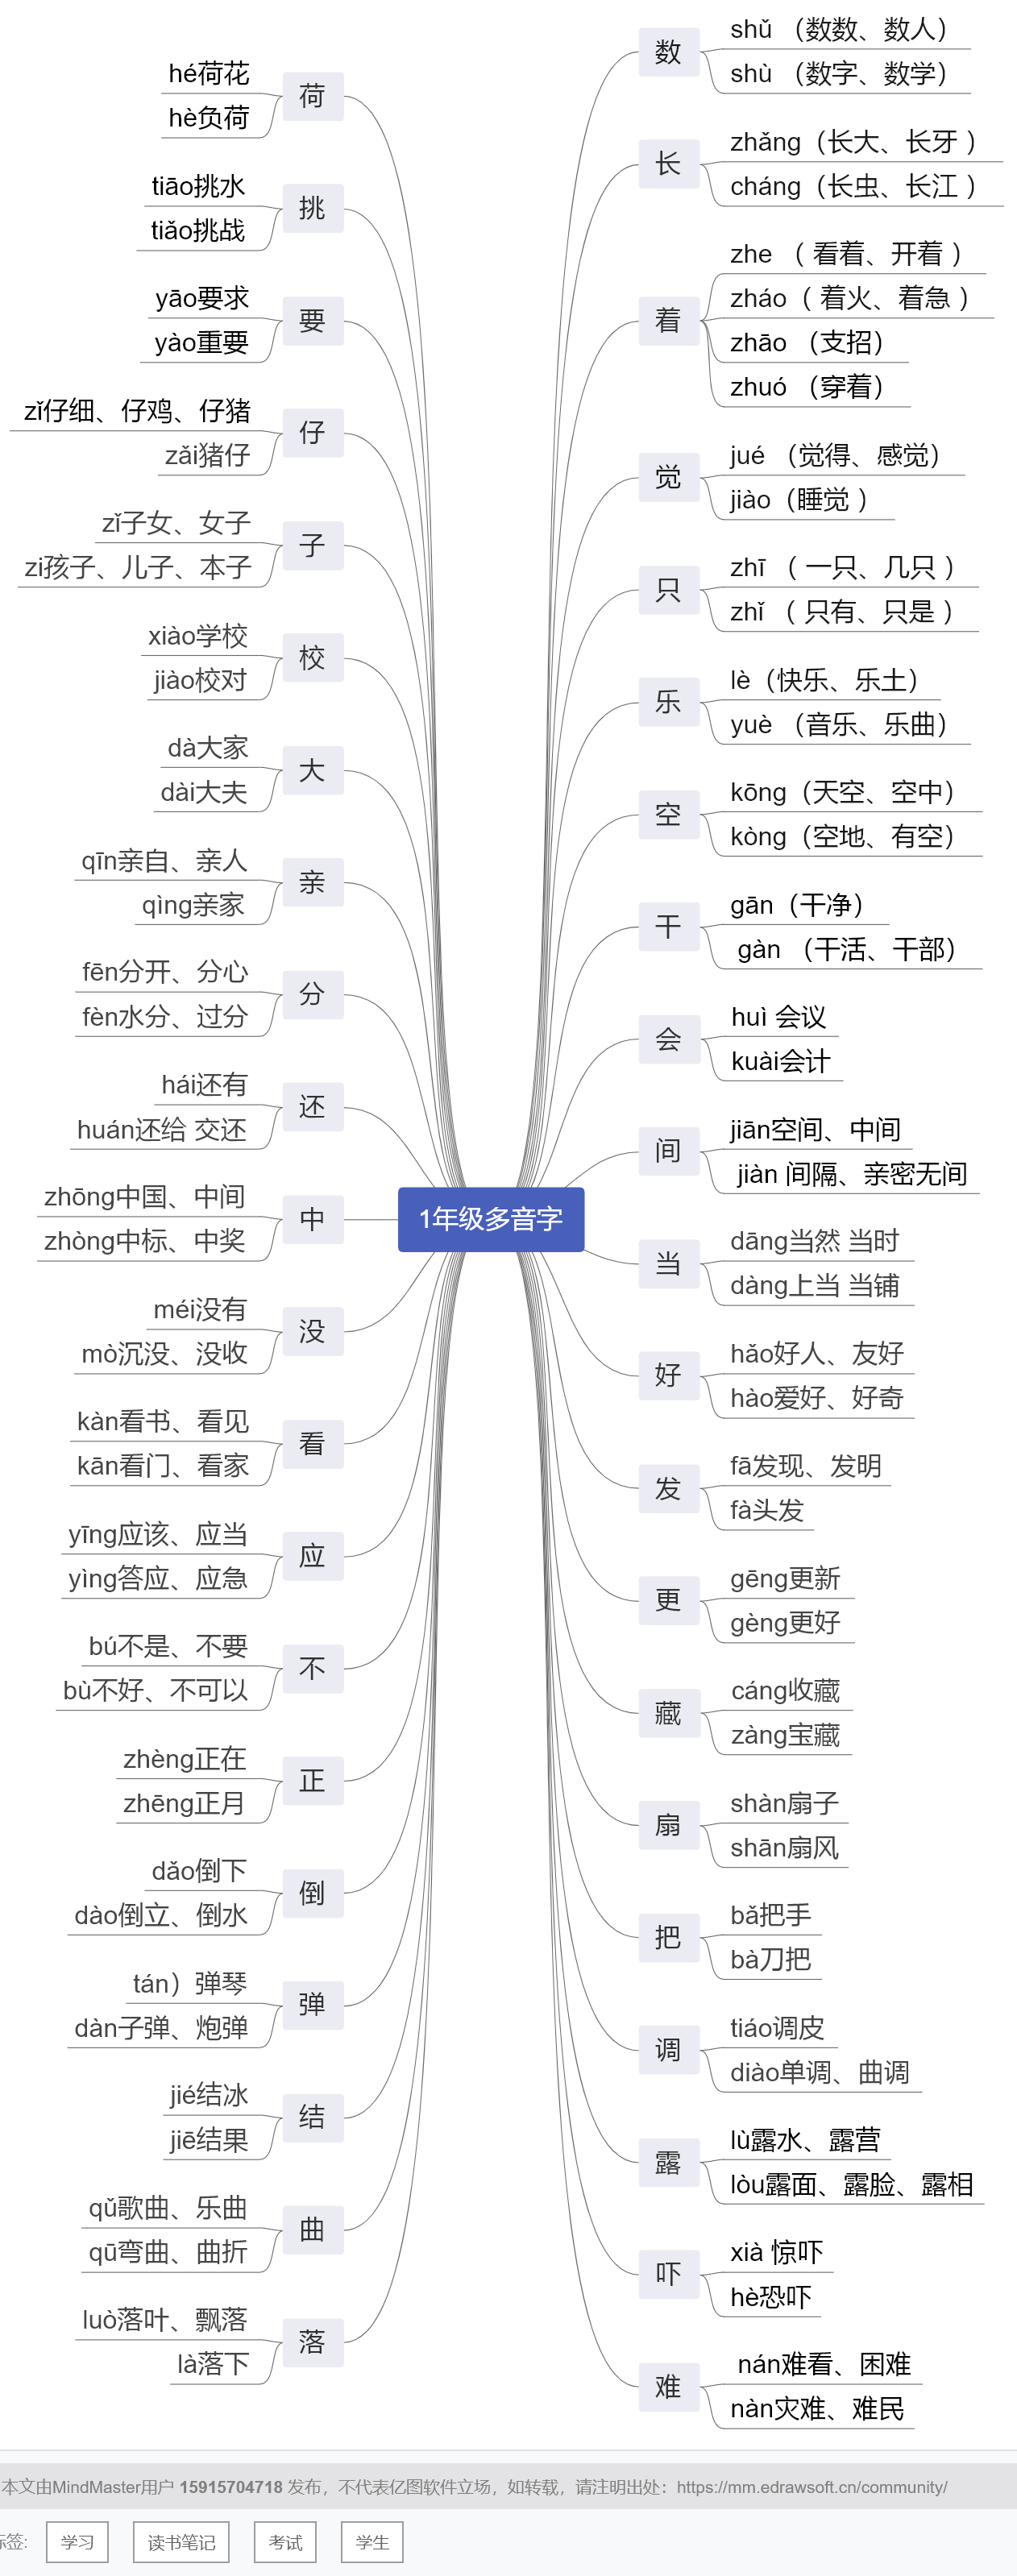 1年级多音字
数
shǔ （数数、数人）
shù （数字、数学）
长
zhǎng（长大、长牙 ）
cháng（长虫、长江 ）
着
zhe （ 看着、开着 ）
zháo（ 着火、着急 ）
zhāo （支招）
zhuó （穿着）
觉
jué （觉得、感觉）
jiào（睡觉 ）
只
zhī （ 一只、几只 ）
zhǐ （ 只有、只是 ）
乐
lè（快乐、乐土）
yuè （音乐、乐曲）
空
kōng（天空、空中）
kòng（空地、有空）
干
gān（干净）
gàn （干活、干部）
会
huì 会议
kuài会计
间
jiān空间、中间
jiàn 间隔、亲密无间
当
dāng当然 当时
dàng上当 当铺
好
hǎo好人、友好
hào爱好、好奇
发
fā发现、发明
fà头发
更
gēng更新
gèng更好
藏
cáng收藏
zàng宝藏
扇
shàn扇子
shān扇风
把
bǎ把手
bà刀把
调
tiáo调皮
diào单调、曲调
露
lù露水、露营
lòu露面、露脸、露相
吓
xià 惊吓
hè恐吓
难
nán难看、困难
nàn灾难、难民
荷
hé荷花
hè负荷
挑
tiāo挑水
tiǎo挑战
要
yāo要求
yào重要
仔
zǐ仔细、仔鸡、仔猪
zǎi猪仔
子
zǐ子女、女子
zi孩子、儿子、本子
校
xiào学校
jiào校对
大
dà大家
dài大夫
亲
qīn亲自、亲人
qìng亲家
分
fēn分开、分心
fèn水分、过分
还
hái还有
huán还给 交还
中
zhōng中国、中间
zhòng中标、中奖
没
méi没有
mò沉没、没收
看
kàn看书、看见
kān看门、看家
应
yīng应该、应当
yìng答应、应急
不
bú不是、不要
bù不好、不可以
正
zhèng正在
zhēng正月
倒
dǎo倒下
dào倒立、倒水
弹
tán）弹琴
dàn子弹、炮弹
结
jié结冰
jiē结果
曲
qǔ歌曲、乐曲
qū弯曲、曲折
落
luò落叶、飘落
là落下
本文由MindMaster用户 15915704718 发布，不代表亿图软件立场，如转载，请注明出处：https://mm.edrawsoft.cn/community/
标签: 学习 读书笔记 考试 学生